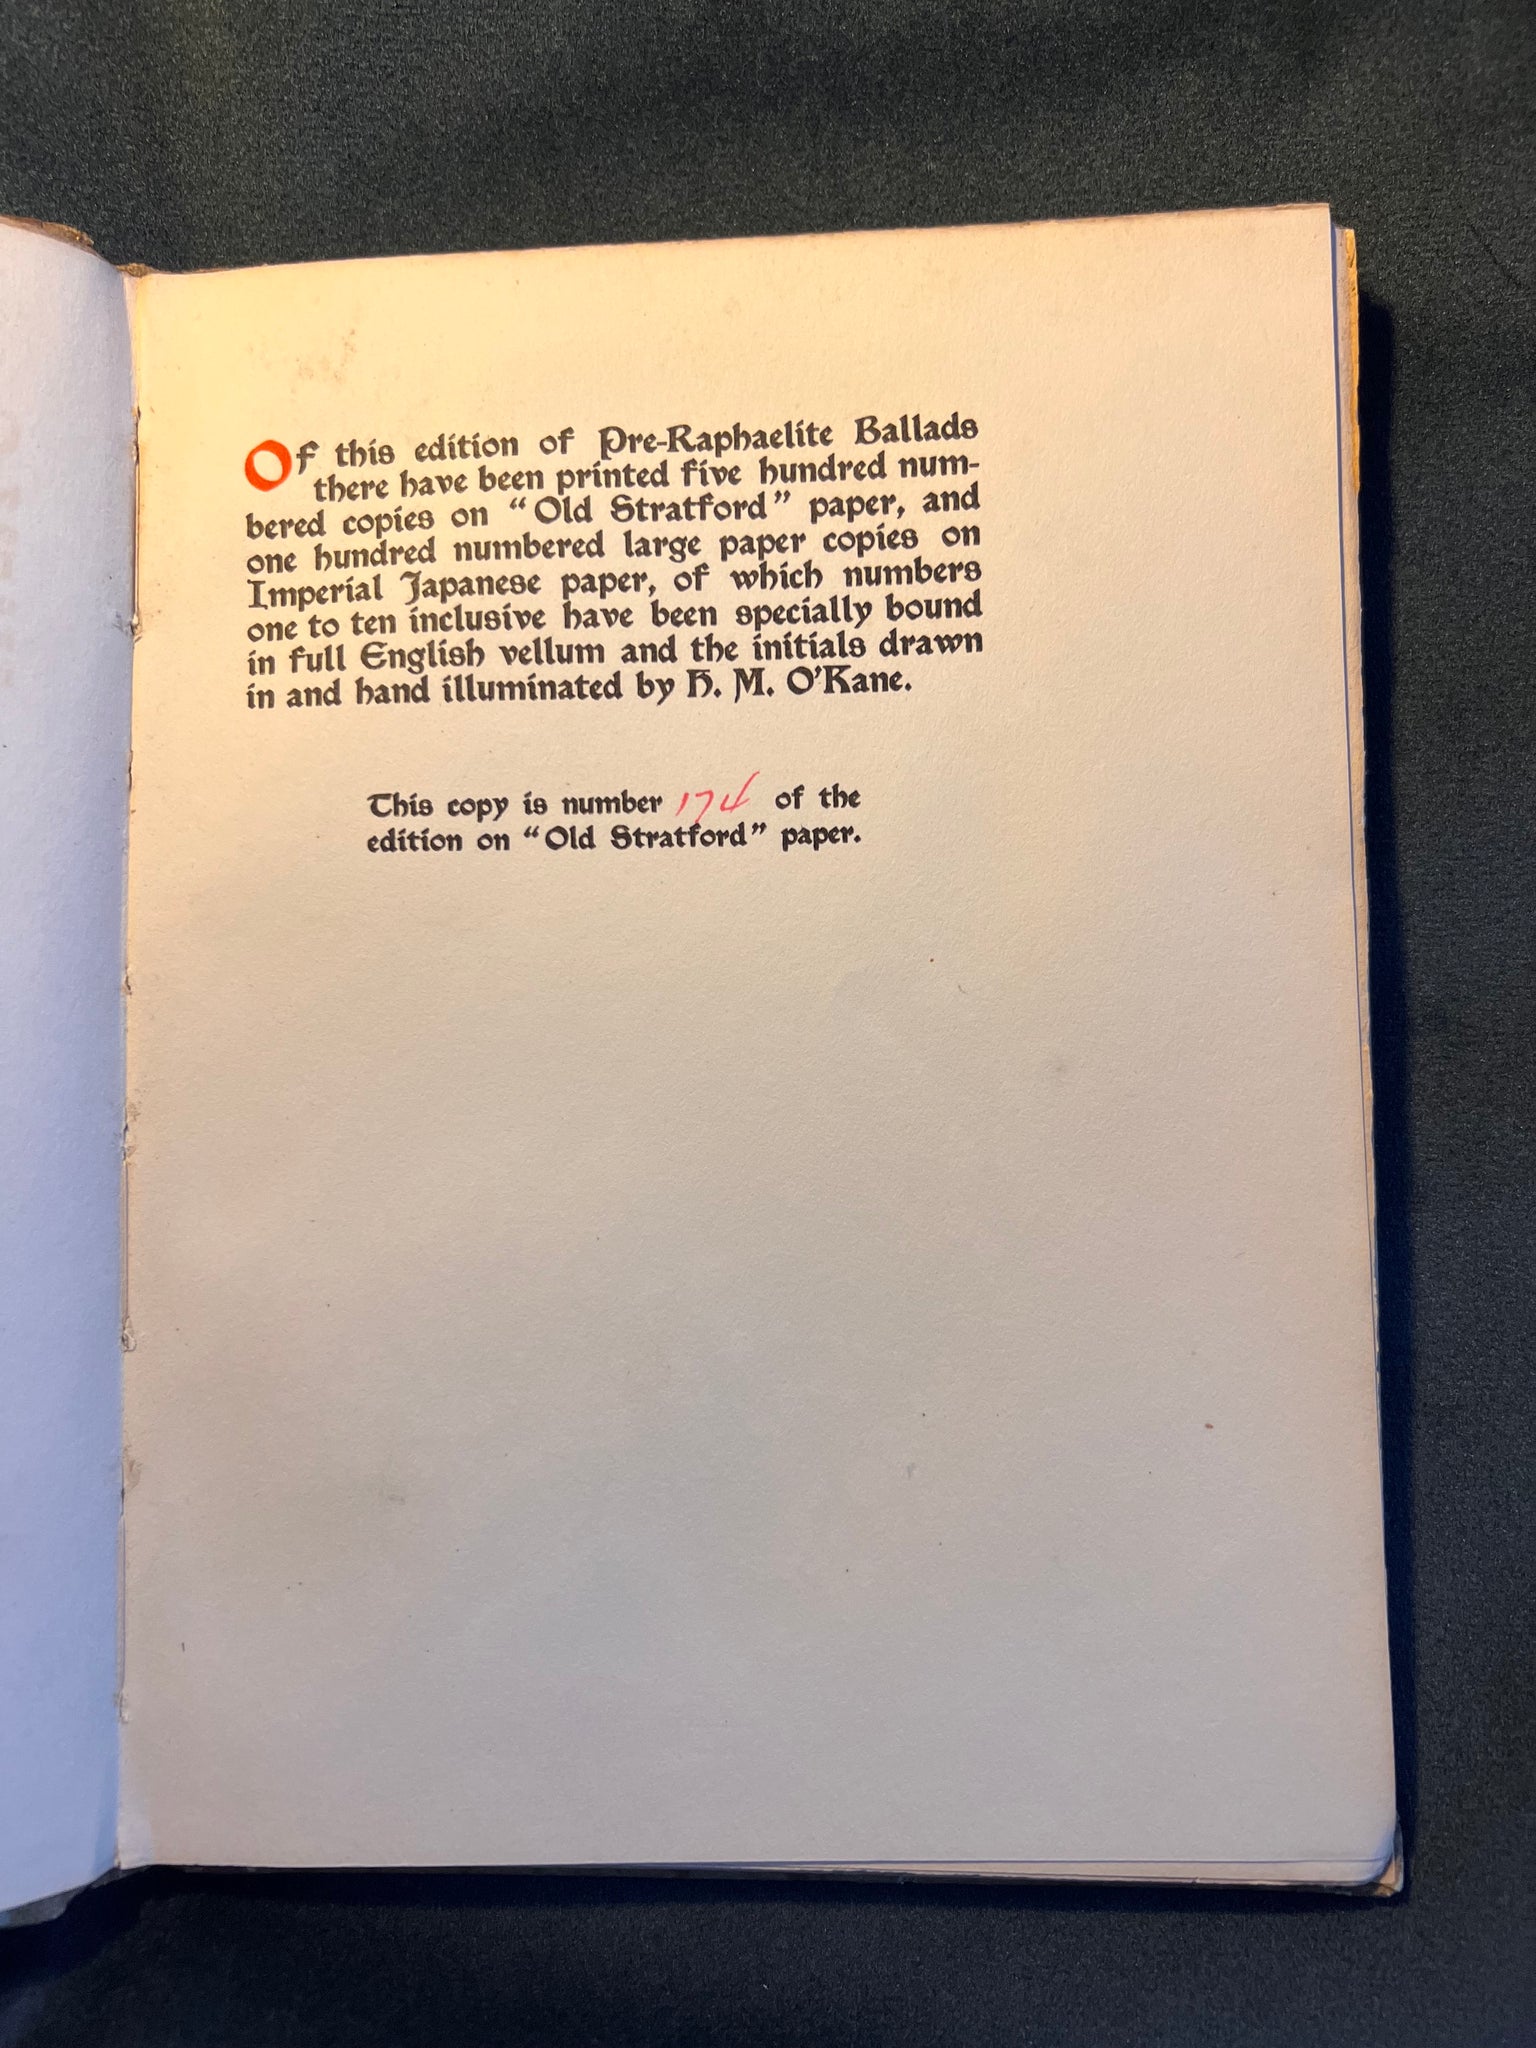 Of this edition of Pre-Raphaelite Ballads
there have been printed five hundred num-
bered copies on “Old Stratford” paper, and
one hundred numbered large paper copies on
Imperial Japanese paper, of which numbers
one to ten inclusive have been specially bound
in full English vellum and the initials drawn
in and hand illuminated by H. M. O’Kane.
This copy is number 174 of the
edition on “Old Stratford” paper.